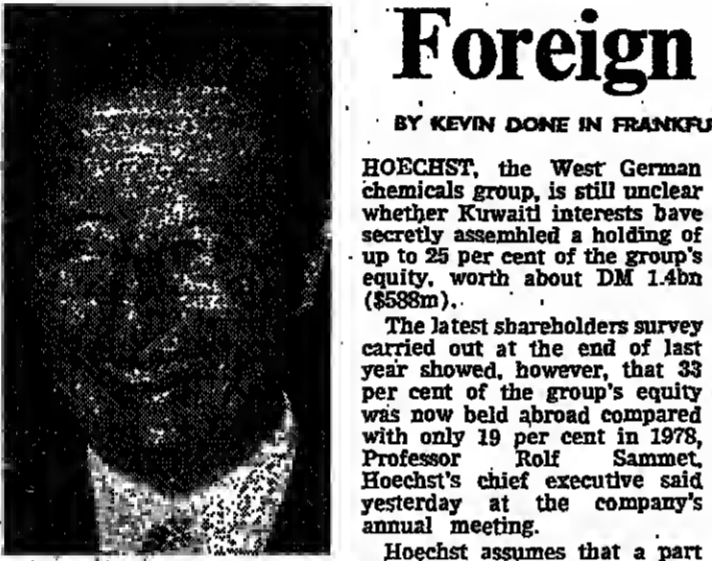 Foreign
BY KEVIN DONE IN FRANKFU
HOECHST, the West German
chemicals group, is still unclear
whether Kuwaiti interests have
secretly assembled a holding of
up to 25 per cent of the group's
equity, worth about DM 1.4bn
($588m).
The latest shareholders survey
carried out at the end of last
year showed, however, that 33
per cent of the group's equity
was now held abroad compared
with only 19 per cent in 1978,
Professor Rolf Sammet,
Hoechst's chief executive said
yesterday at the company's
annual meeting.
Hoechst assumes that a part